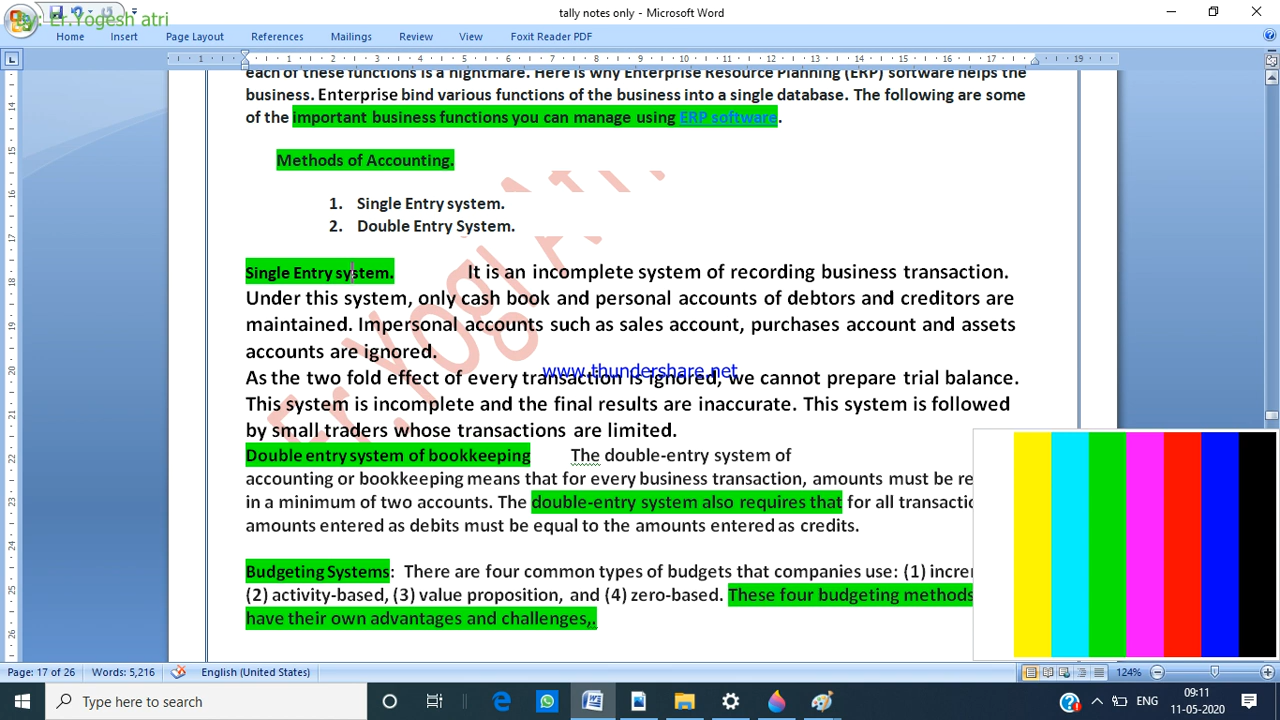 by: Er.Yogesh atri
tally notes only - Microsoft Word
Home Insert Page Layout References Mailings Review View Foxit Reader PDF
each of these functions is a nightmare. Here is why Enterprise Resource Planning (ERP) software helps the
business. Enterprise bind various functions of the business into a single database. The following are some
of the important business functions you can manage using ERP software.
Methods of Accounting.
1. Single Entry system.
2. Double Entry System.
Single Entry system. It is an incomplete system of recording business transaction.
Under this system, only cash book and personal accounts of debtors and creditors are
maintained. Impersonal accounts such as sales account, purchases account and assets
accounts are ignored.
www.thundershare.net
As the two fold effect of every transaction is ignored, we cannot prepare trial balance.
This system is incomplete and the final results are inaccurate. This system is followed
by small traders whose transactions are limited.
Er.Yogi
Double entry system of bookkeeping The double-entry system of
accounting or bookkeeping means that for every business transaction, amounts must be re
in a minimum of two accounts. The double-entry system also requires that for all transactio
amounts entered as debits must be equal to the amounts entered as credits.
Budgeting Systems: There are four common types of budgets that companies use: (1) increm
(2) activity-based, (3) value proposition, and (4) zero-based. These four budgeting methods
have their own advantages and challenges,.
Page: 17 of 26 Words: 5,216 English (United States) 124%
Type here to search ENG 09:11
11-05-2020